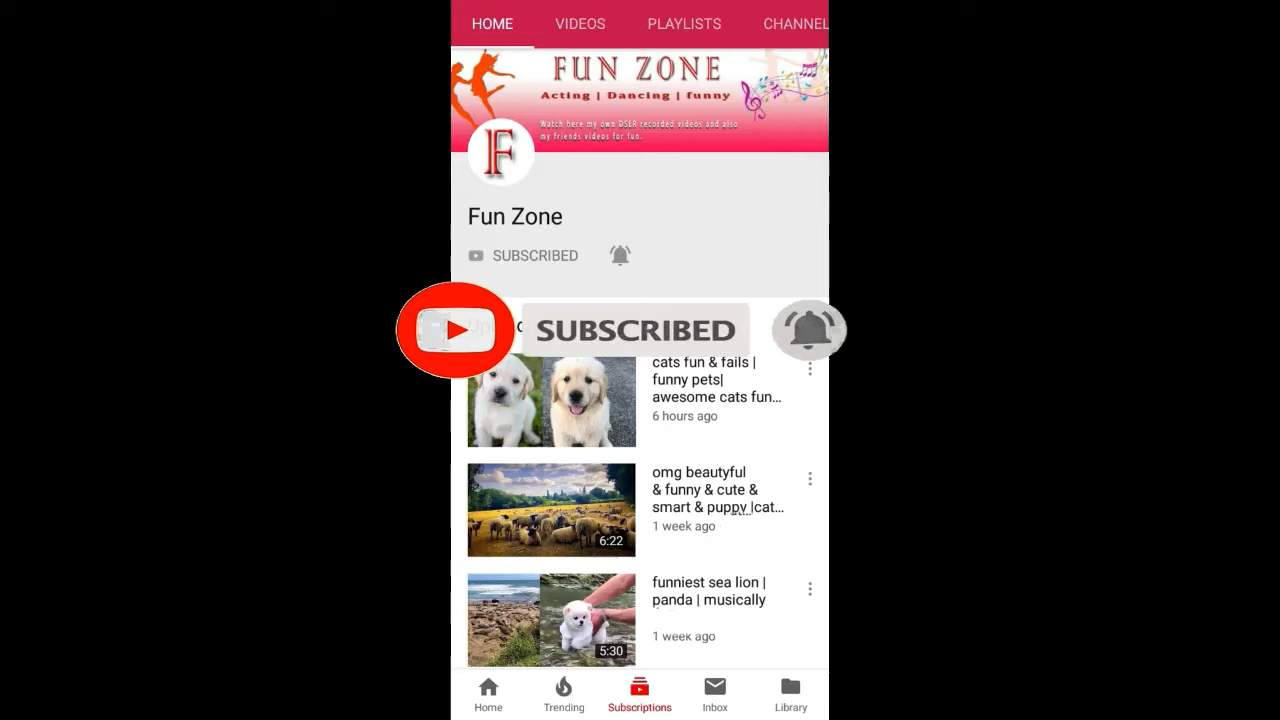 HOME VIDEOS PLAYLISTS CHANNEL
FUN ZONE
Acting | Dancing | funny
Watch here my own DSLR recorded videos and also
my friends videos for fun.
F
Fun Zone
SUBSCRIBED
SUBSCRIBED
cats fun & fails |
funny pets|
awesome cats fun...
6 hours ago
omg beautyful
& funny & cute &
smart & puppy |cat...
1 week ago
6:22
funniest sea lion |
panda | musically
1 week ago
5:30
Home Trending Subscriptions Inbox Library